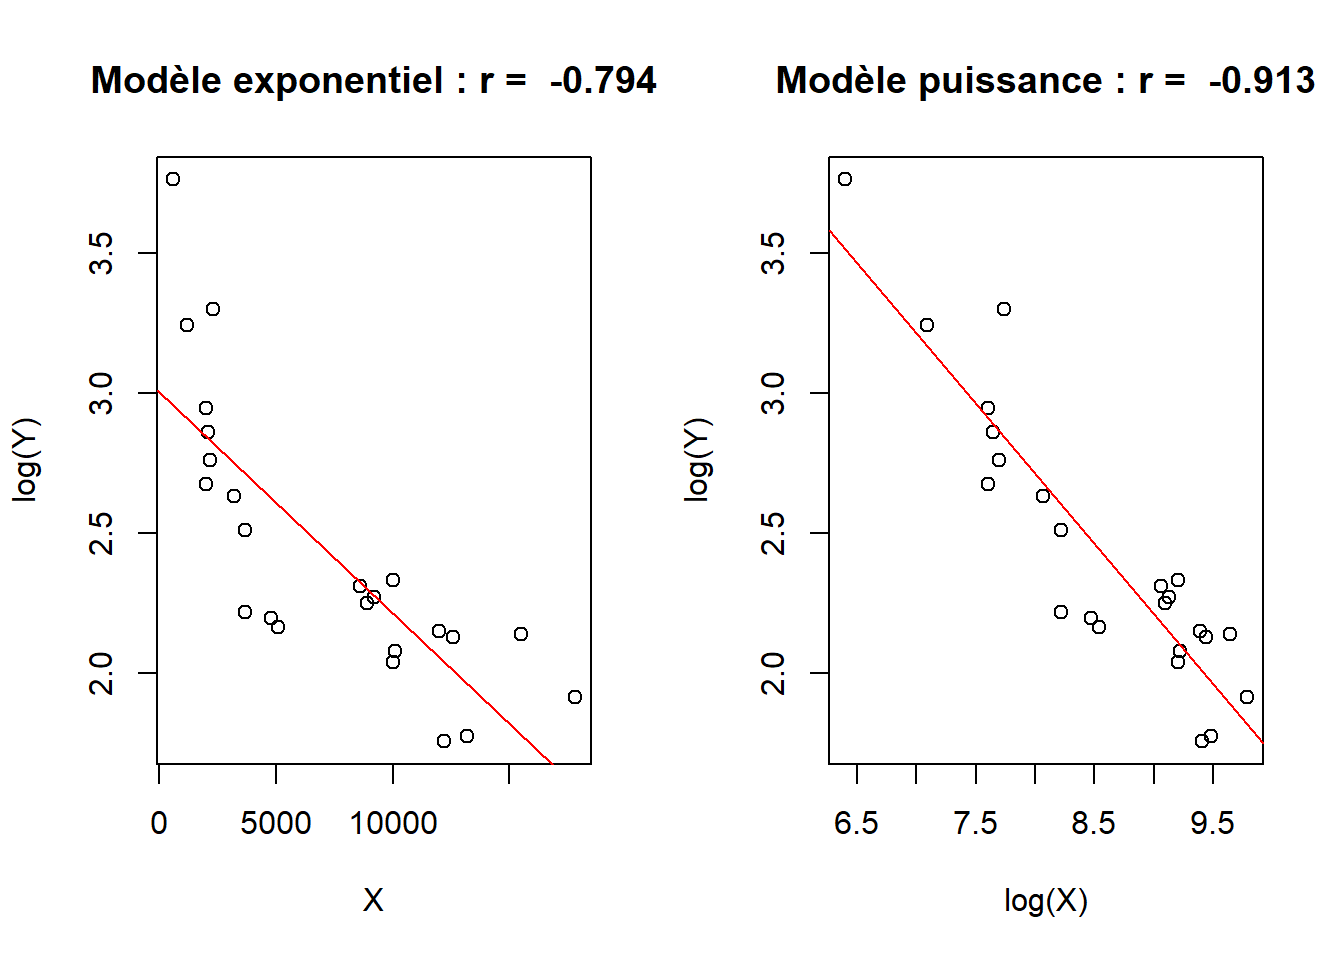 Modèle exponentiel : r =  -0.794
log(Y)
3.5
3.0
2.5
2.0
0
5000
10000
X
Modèle puissance : r =  -0.913
log(Y)
3.5
3.0
2.5
2.0
6.5
7.5
8.5
9.5
log(X)